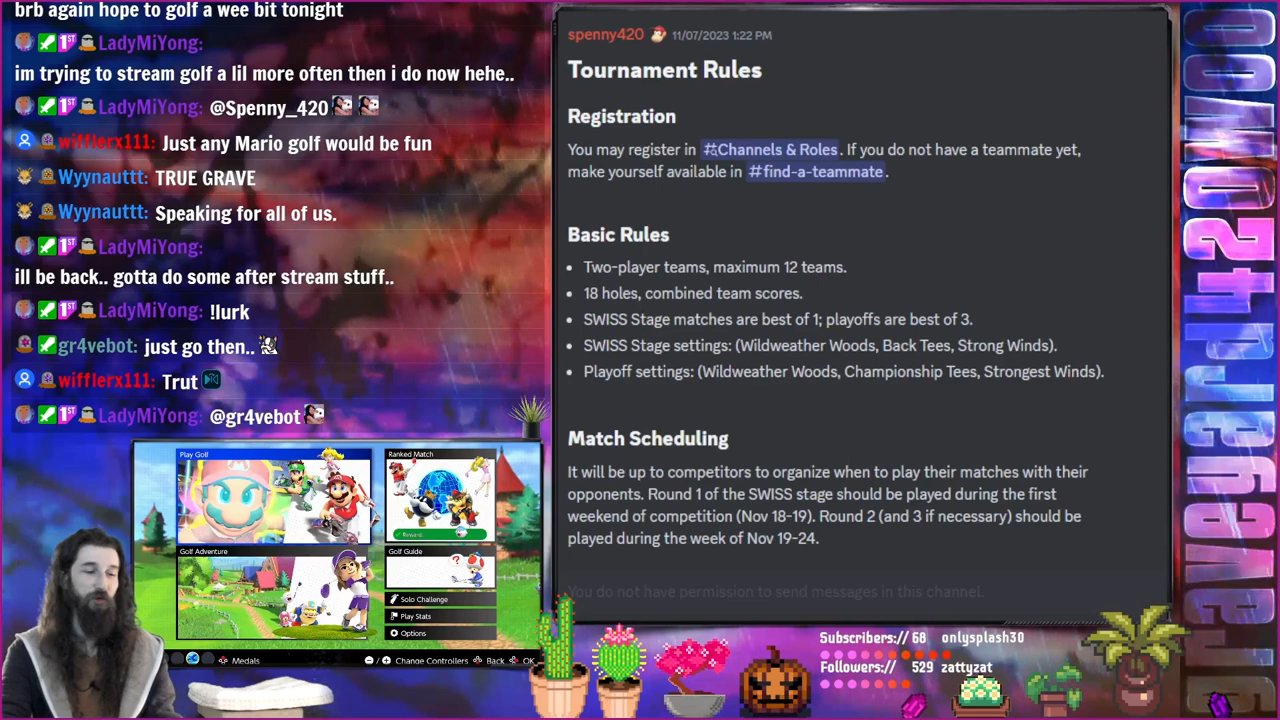 brb again hope to golf a wee bit tonight
1ST LadyMiYong:
im trying to stream golf a lil more often then i do now hehe..
1ST LadyMiYong: @Spenny_420
wifflerx111: Just any Mario golf would be fun
Wyynauttt: TRUE GRAVE
Wyynauttt: Speaking for all of us.
1ST LadyMiYong:
ill be back.. gotta do some after stream stuff..
1ST LadyMiYong: !lurk
gr4vebot: just go then..
wifflerx111: Trut
1ST LadyMiYong: @gr4vebot
Play Golf
Ranked Match
Rewards
Golf Adventure
Golf Guide
Solo Challenge
Play Stats
Options
Medals
Change Controllers
Back
OK
spenny420 11/07/2023 1:22 PM
Tournament Rules
Registration
You may register in #Channels & Roles. If you do not have a teammate yet,
make yourself available in #find-a-teammate.
Basic Rules
• Two-player teams, maximum 12 teams.
• 18 holes, combined team scores.
• SWISS Stage matches are best of 1; playoffs are best of 3.
• SWISS Stage settings: (Wildweather Woods, Back Tees, Strong Winds).
• Playoff settings: (Wildweather Woods, Championship Tees, Strongest Winds).
Match Scheduling
It will be up to competitors to organize when to play their matches with their
opponents. Round 1 of the SWISS stage should be played during the first
weekend of competition (Nov 18-19). Round 2 (and 3 if necessary) should be
played during the week of Nov 19-24.
You do not have permission to send messages in this channel.
Subscribers:// 68 onlysplash30
Followers:// 529 zattyzat